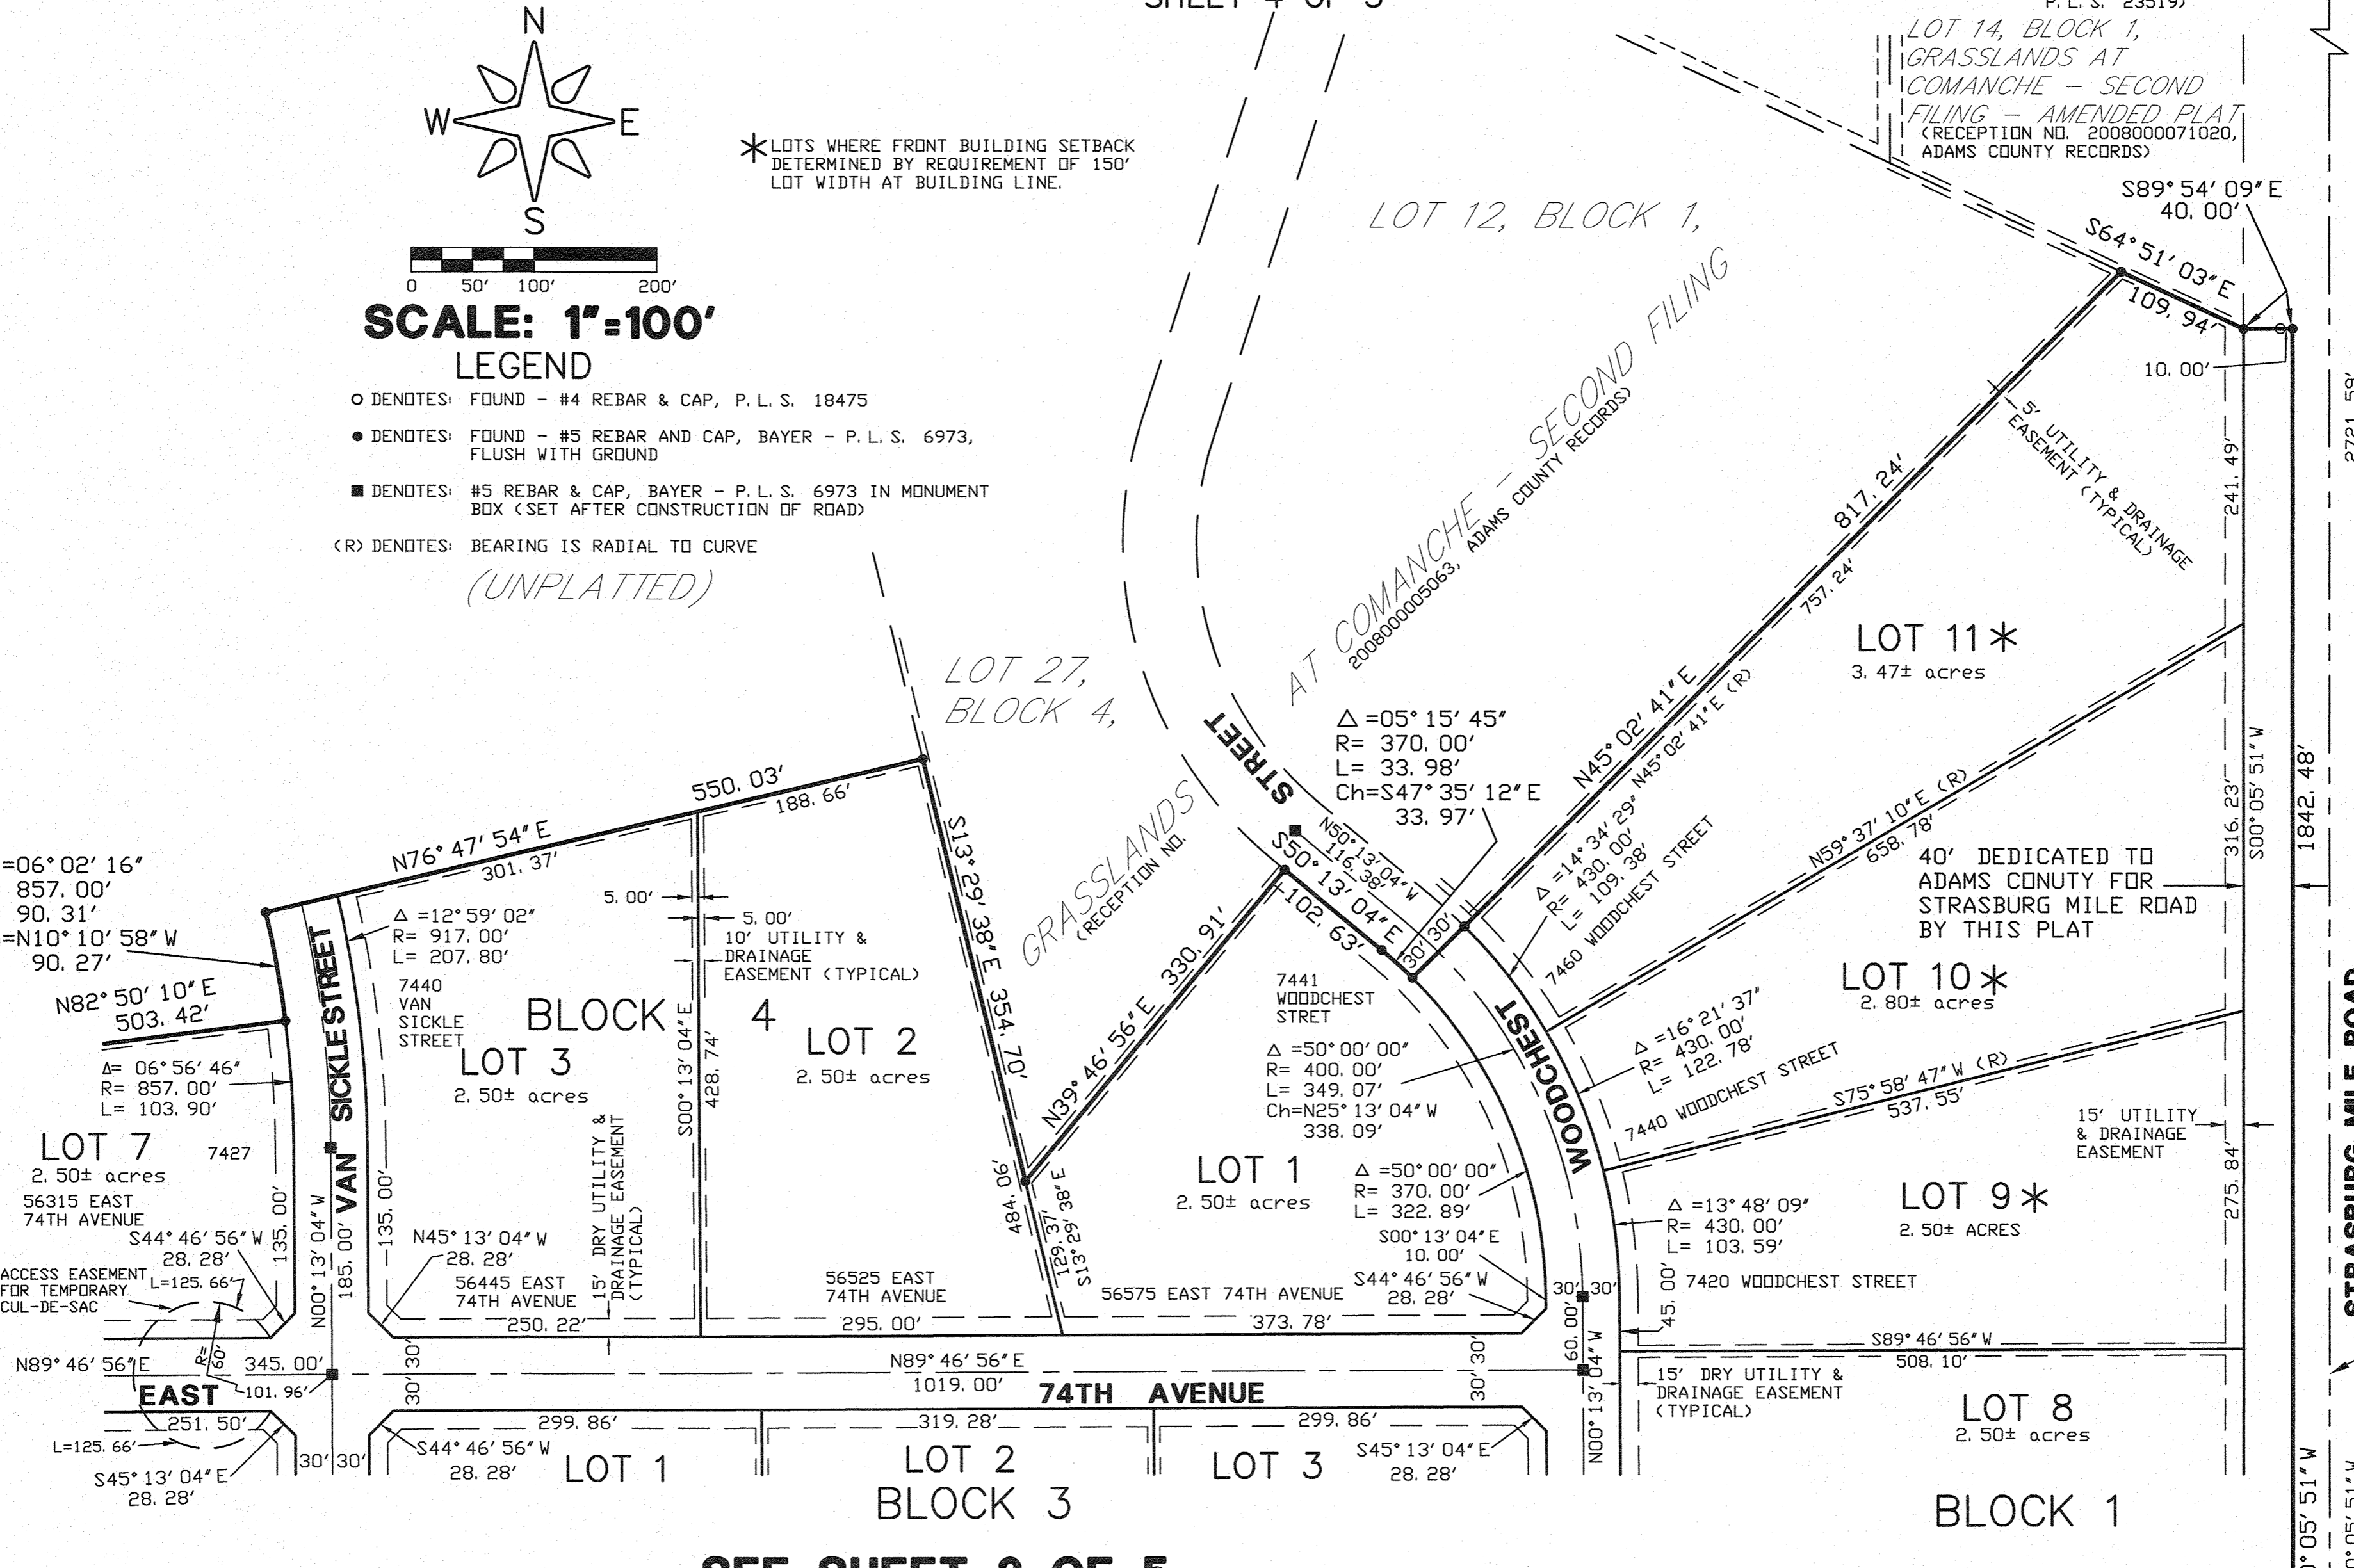 SHEET 4 OF 5
P. L. S. 23519)
LOT 14, BLOCK 1,
GRASSLANDS AT
COMANCHE – SECOND
FILING – AMENDED PLAT
(RECEPTION NO. 2008000071020,
ADAMS COUNTY RECORDS)
N
W
E
S
*LOTS WHERE FRONT BUILDING SETBACK
DETERMINED BY REQUIREMENT OF 150'
LOT WIDTH AT BUILDING LINE.
0 50' 100' 200'
SCALE: 1"=100'
LEGEND
DENOTES: FOUND - #4 REBAR & CAP, P. L. S. 18475
DENOTES: FOUND - #5 REBAR AND CAP, BAYER - P. L. S. 6973,
FLUSH WITH GROUND
DENOTES: #5 REBAR & CAP, BAYER - P. L. S. 6973 IN MONUMENT
BOX (SET AFTER CONSTRUCTION OF ROAD)
(R) DENOTES: BEARING IS RADIAL TO CURVE
(UNPLATTED)
LOT 12, BLOCK 1,
GRASSLANDS
AT COMANCHE – SECOND FILING
(RECEPTION NO.
2008000005063, ADAMS COUNTY RECORDS)
LOT 27,
BLOCK 4,
S89° 54' 09" E
40. 00'
S64° 51' 03" E
109. 94'
10. 00'
2721. 59'
241. 49'
5'
UTILITY & DRAINAGE
EASEMENT (TYPICAL)
817. 24'
757. 24'
N45° 02' 41" E
N45° 02' 41" E (R)
LOT 11*
3. 47± acres
Δ =14° 34' 29"
R= 430. 00'
L= 109. 38'
7460 WOODCHEST STREET
N59° 37' 10" E (R)
658. 78'
316. 23'
S00° 05' 51" W
1842. 48'
40' DEDICATED TO
ADAMS CONUTY FOR
STRASBURG MILE ROAD
BY THIS PLAT
LOT 10*
2. 80± acres
Δ =16° 21' 37"
R= 430. 00'
L= 122. 78'
7440 WOODCHEST STREET
S75° 58' 47" W (R)
537. 55'
15' UTILITY
& DRAINAGE
EASEMENT
275. 84'
STRASBURG MILE ROAD
LOT 9*
2. 50± ACRES
Δ =13° 48' 09"
R= 430. 00'
L= 103. 59'
7420 WOODCHEST STREET
45. 00'
S89° 46' 56" W
508. 10'
15' DRY UTILITY &
DRAINAGE EASEMENT
(TYPICAL)
LOT 8
2. 50± acres
BLOCK 1
STREET
WOODCHEST
Δ =05° 15' 45"
R= 370. 00'
L= 33. 98'
Ch=S47° 35' 12" E
33. 97'
N50° 13' 04" W
116. 38'
S50° 13' 04" E
102. 63'
30' 30'
N39° 46' 56" E 330. 91'
7441
WOODCHEST
STRET
Δ =50° 00' 00"
R= 400. 00'
L= 349. 07'
Ch=N25° 13' 04" W
338. 09'
LOT 1
2. 50± acres
Δ =50° 00' 00"
R= 370. 00'
L= 322. 89'
S00° 13' 04" E
10. 00'
S44° 46' 56" W
28. 28'
56575 EAST 74TH AVENUE
373. 78'
30' 30'
60. 00'
N00° 13' 04" W
550. 03'
188. 66'
N76° 47' 54" E
301. 37'
S13° 29' 38" E 354. 70'
484. 06'
129. 37'
S13° 29' 38" E
=06° 02' 16"
857. 00'
90. 31'
=N10° 10' 58" W
90. 27'
N82° 50' 10" E
503. 42'
Δ =12° 59' 02"
R= 917. 00'
L= 207. 80'
7440
VAN
SICKLE
STREET
5. 00'
5. 00'
10' UTILITY &
DRAINAGE
EASEMENT (TYPICAL)
BLOCK 4
LOT 3
2. 50± acres
LOT 2
2. 50± acres
S00° 13' 04" E
428. 74'
Δ= 06° 56' 46"
R= 857. 00'
L= 103. 90'
LOT 7
2. 50± acres
7427
56315 EAST
74TH AVENUE
S44° 46' 56" W
28. 28'
ACCESS EASEMENT
FOR TEMPORARY
CUL-DE-SAC
L=125. 66'
135. 00'
N00° 13' 04" W
185. 00'
VAN SICKLE STREET
135. 00'
N45° 13' 04" W
28. 28'
56445 EAST
74TH AVENUE
15' DRY UTILITY &
DRAINAGE EASEMENT
(TYPICAL)
250. 22'
56525 EAST
74TH AVENUE
295. 00'
N89° 46' 56" E
R=
60'
345. 00'
101. 96'
30' 30'
N89° 46' 56" E
1019. 00'
30' 30'
EAST 74TH AVENUE
251. 50'
L=125. 66'
S45° 13' 04" E
28. 28'
30' 30'
S44° 46' 56" W
28. 28'
299. 86'
LOT 1
319. 28'
LOT 2
299. 86'
LOT 3
BLOCK 3
S45° 13' 04" E
28. 28'
SEE SHEET 2 OF 5